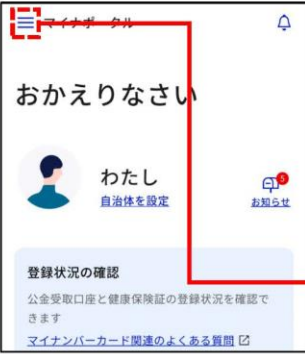 マイナポータル
おかえりなさい
わたし
自治体を設定
5
お知らせ
登録状況の確認
公金受取口座と健康保険証の登録状況を確認で
きます
マイナンバーカード関連のよくある質問